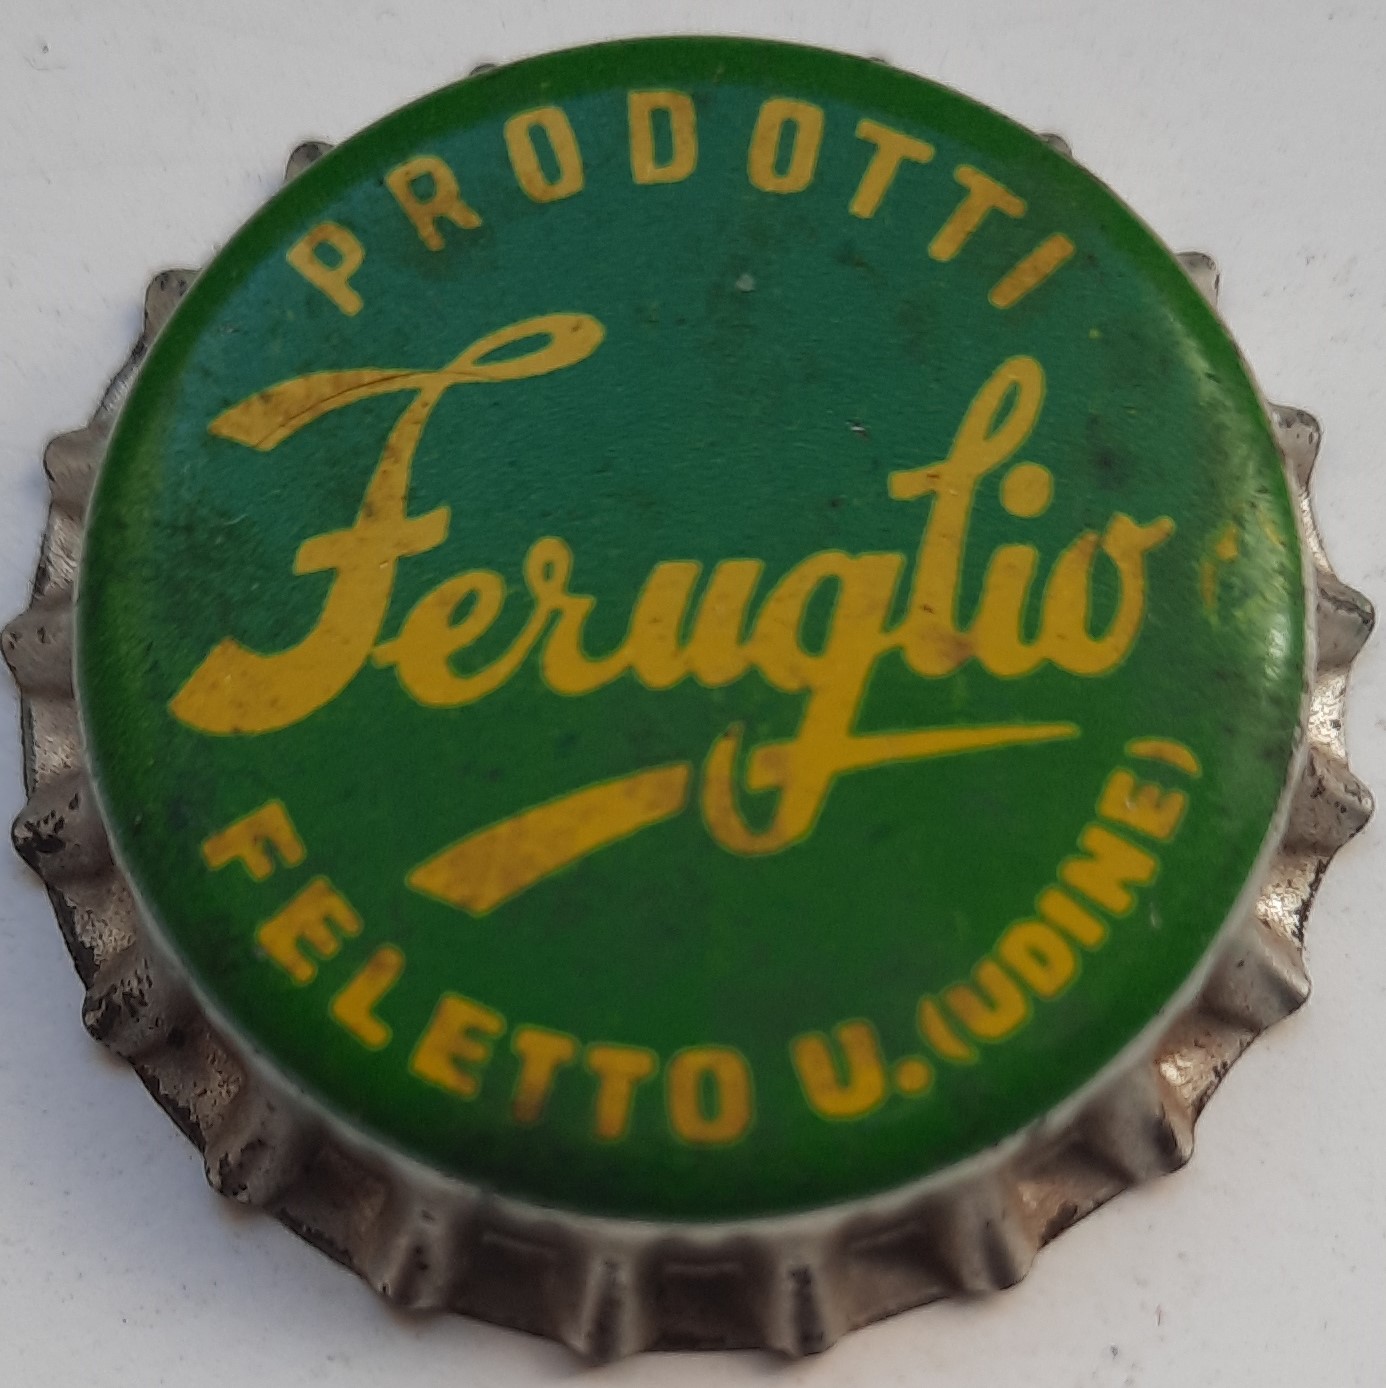 PRODOTTI
Feruglio
FELETTO U. (UDINE)